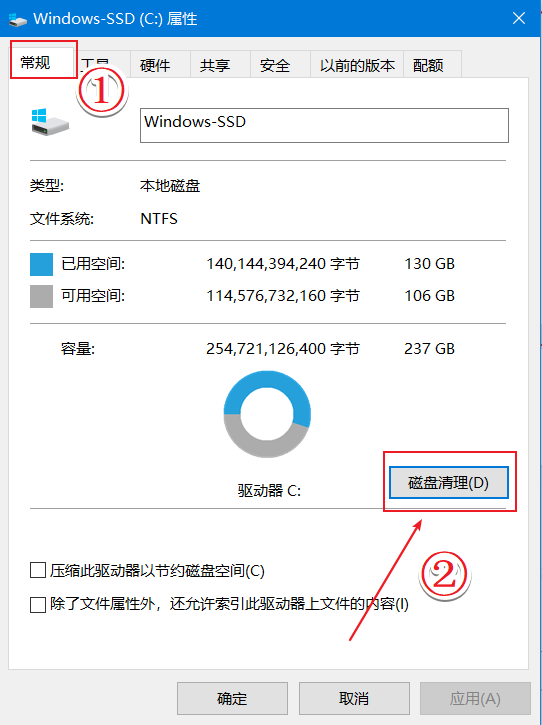 Windows-SSD (C:) 属性
常规 工具 硬件 共享 安全 以前的版本 配额
①
Windows-SSD
类型: 本地磁盘
文件系统: NTFS
已用空间: 140,144,394,240 字节 130 GB
可用空间: 114,576,732,160 字节 106 GB
容量: 254,721,126,400 字节 237 GB
驱动器 C: 磁盘清理(D)
②
压缩此驱动器以节约磁盘空间(C)
除了文件属性外，还允许索引此驱动器上文件的内容(I)
确定 取消 应用(A)